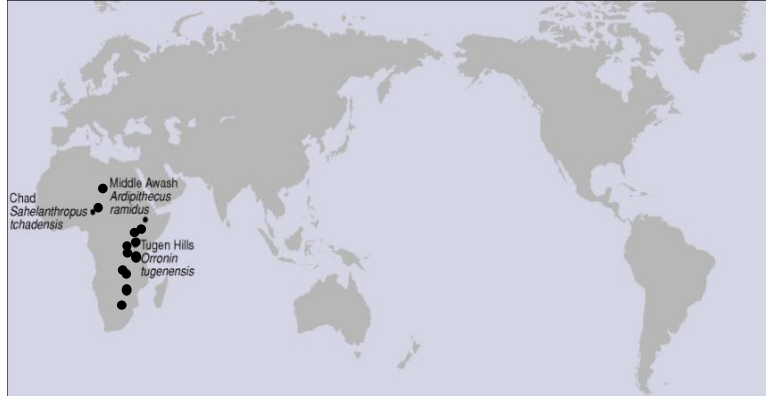 Middle Awash
Ardipithecus
ramidus
Chad
Sahelanthropus
tchadensis
Tugen Hills
Orronin
tugenensis